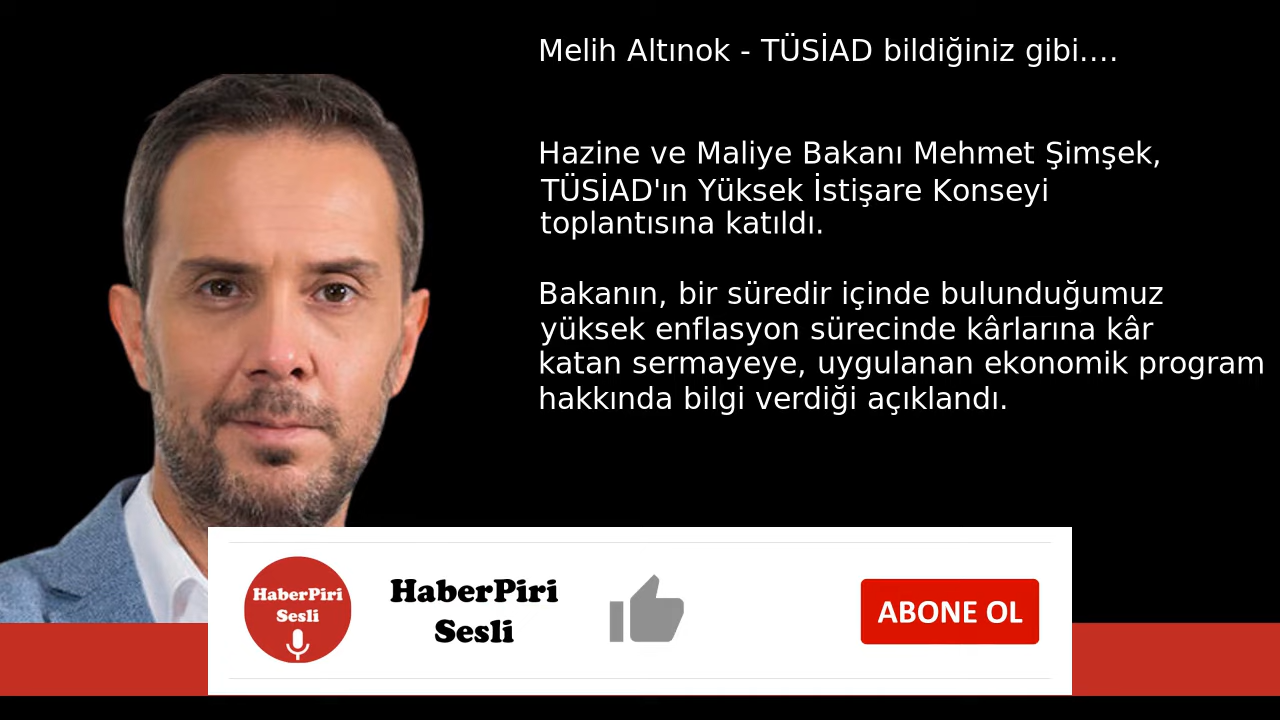 Melih Altınok - TÜSİAD bildiğiniz gibi....
Hazine ve Maliye Bakanı Mehmet Şimşek,
TÜSİAD'ın Yüksek İstişare Konseyi
toplantısına katıldı.
Bakanın, bir süredir içinde bulunduğumuz
yüksek enflasyon sürecinde kârlarına kâr
katan sermayeye, uygulanan ekonomik program
hakkında bilgi verdiği açıklandı.
HaberPiri
Sesli
HaberPiri
Sesli
ABONE OL